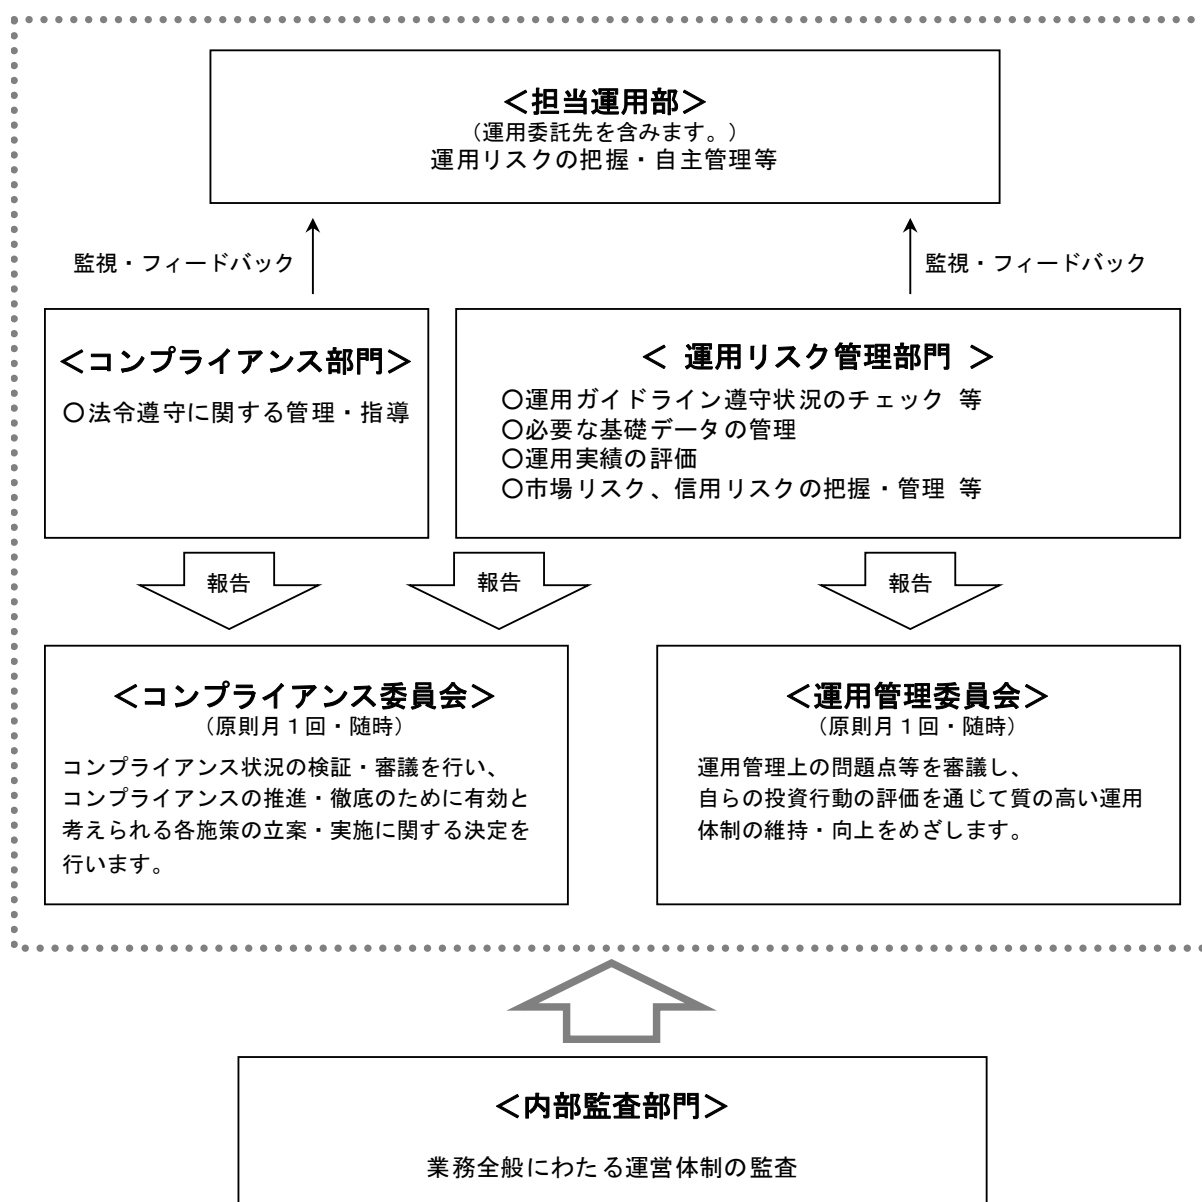 ＜担当運用部＞
（運用委託先を含みます。）
運用リスクの把握・自主管理等
監視・フィードバック
監視・フィードバック
＜コンプライアンス部門＞
○法令遵守に関する管理・指導
＜ 運用リスク管理部門 ＞
○運用ガイドライン遵守状況のチェック 等
○必要な基礎データの管理
○運用実績の評価
○市場リスク、信用リスクの把握・管理 等
報告
報告
報告
＜コンプライアンス委員会＞
（原則月１回・随時）
コンプライアンス状況の検証・審議を行い、
コンプライアンスの推進・徹底のために有効と
考えられる各施策の立案・実施に関する決定を
行います。
＜運用管理委員会＞
（原則月１回・随時）
運用管理上の問題点等を審議し、
自らの投資行動の評価を通じて質の高い運用
体制の維持・向上をめざします。
＜内部監査部門＞
業務全般にわたる運営体制の監査